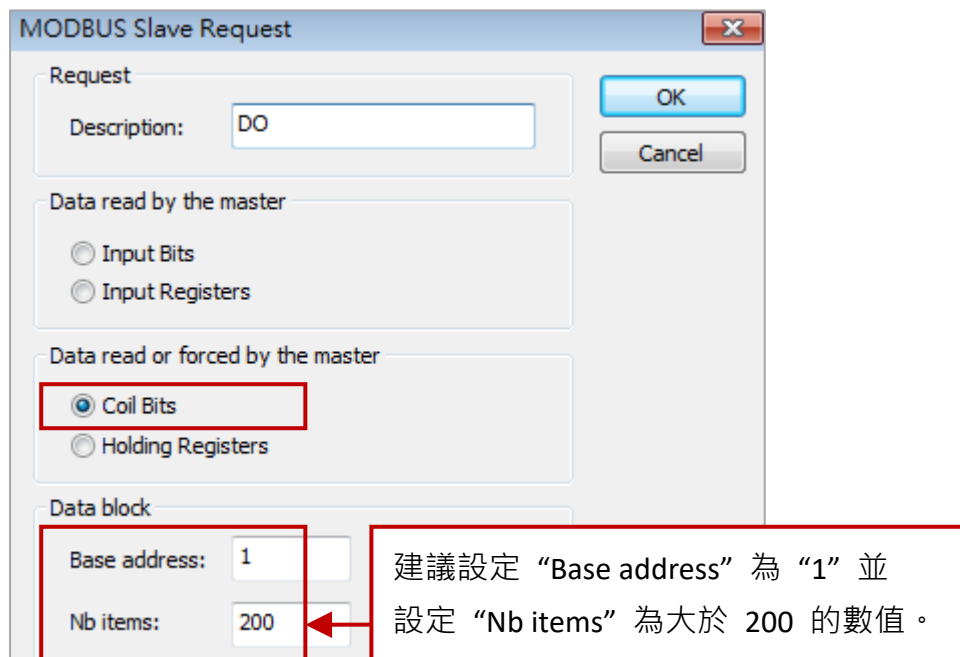 MODBUS Slave Request
Request
Description: DO
OK
Cancel
Data read by the master
Input Bits
Input Registers
Data read or forced by the master
Coil Bits
Holding Registers
Data block
Base address: 1
Nb items: 200
建議設定 “Base address” 為 “1” 並
設定 “Nb items” 為大於 200 的數值。